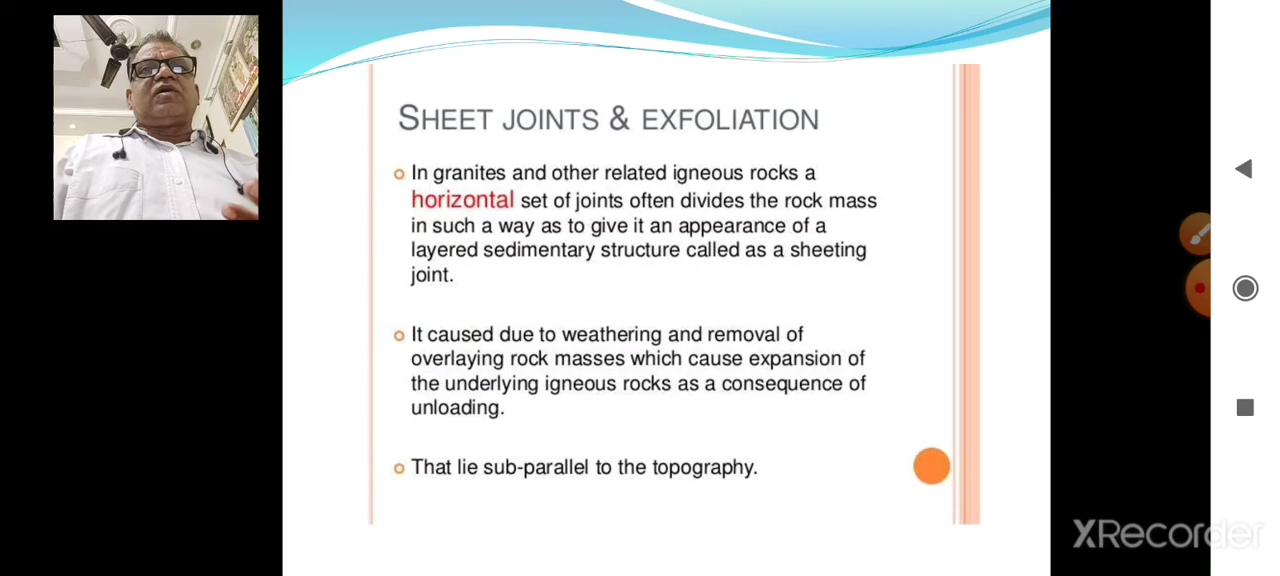 SHEET JOINTS & EXFOLIATION
In granites and other related igneous rocks a
horizontal set of joints often divides the rock mass
in such a way as to give it an appearance of a
layered sedimentary structure called as a sheeting
joint.
It caused due to weathering and removal of
overlaying rock masses which cause expansion of
the underlying igneous rocks as a consequence of
unloading.
That lie sub-parallel to the topography.
XRecorder